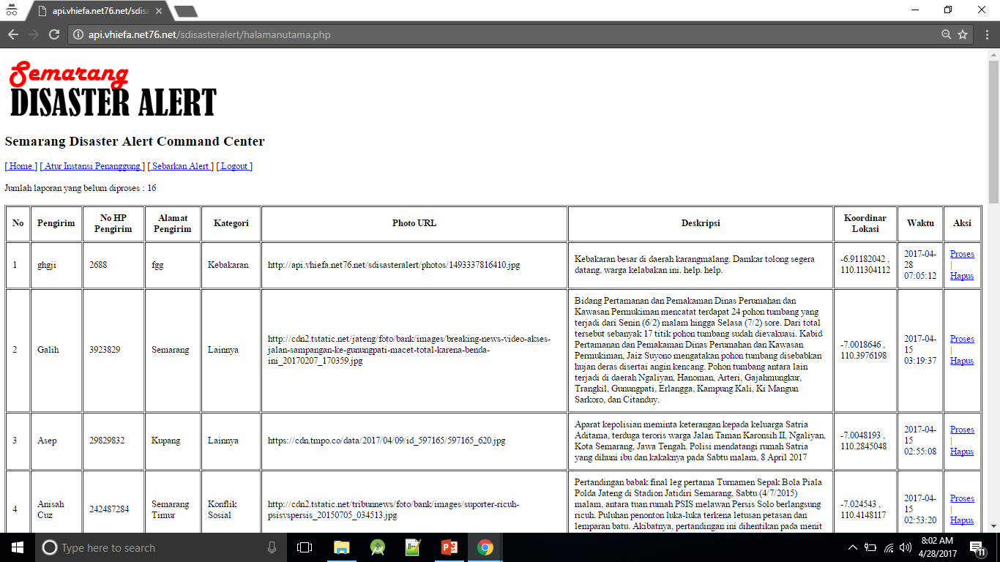 api.vhiefa.net76.net/sdisa
api.vhiefa.net76.net/sdisasteralert/halamanutama.php
Semarang
DISASTER ALERT
Semarang Disaster Alert Command Center
[ Home ] [ Atur Instansi Penanggung ] [ Sebarkan Alert ] [ Logout ]
Jumlah laporan yang belum diproses : 16
No Pengirim No HP Pengirim Alamat Pengirim Kategori Photo URL Deskripsi Koordinar Lokasi Waktu Aksi
1 ghgji 2688 fgg Kebakaran http://api.vhiefa.net76.net/sdisasteralert/photos/1493337816410.jpg
Kebakaran besar di daerah karangmalang. Damkar tolong segera
datang. warga kelabakan ini. help. help.
-6.91182042 ,
110.11304112
2017-04-
28
07:05:12
Proses
|
Hapus
2 Galih 3923829 Semarang Lainnya
http://cdn2.tstatic.net/jateng/foto/bank/images/breaking-news-video-akses-
jalan-sampangan-ke-gunungpati-macet-total-karena-benda-
ini_20170207_170359.jpg
Bidang Pertamanan dan Pemakaman Dinas Perumahan dan
Kawasan Permukiman mencatat terdapat 24 pohon tumbang yang
terjadi dari Senin (6/2) malam hingga Selasa (7/2) sore. Dari total
tersebut sebanyak 17 titik pohon tumbang sudah dievakuasi. Kabid
Pertamanan dan Pemakaman Dinas Perumahan dan Kawasan
Permukiman, Jaiz Suyono mengatakan pohon tumbang disebabkan
hujan deras disertai angin kencang. Pohon tumbang antara lain
terjadi di daerah Ngaliyan, Hanoman, Arteri, Gajahmungkur,
Trangkil, Gunungpati, Erlangga, Kampung Kali, Ki Mangun
Sarkoro, dan Citanduy.
-7.0018646 ,
110.3976198
2017-04-
15
03:19:37
Proses
|
Hapus
3 Asep 29829832 Kupang Lainnya https://cdn.tmpo.co/data/2017/04/09/id_597165/597165_620.jpg
Aparat kepolisian meminta keterangan kepada keluarga Satria
Aditama, terduga teroris warga Jalan Taman Karonsih II, Ngaliyan,
Kota Semarang, Jawa Tengah. Polisi mendatangi rumah Satria
yang dihuni ibu dan kakaknya pada Sabtu malam, 8 April 2017
-7.0048193 ,
110.2845048
2017-04-
15
02:55:08
Proses
|
Hapus
4 Anisah Cuz 242487284 Semarang Timur Konflik Sosial
http://cdn2.tstatic.net/tribunnews/foto/bank/images/suporter-ricuh-
psisvspersis_20150705_034513.jpg
Pertandingan babak final leg pertama Turnamen Sepak Bola Piala
Polda Jateng di Stadion Jatidiri Semarang, Sabtu (4/7/2015)
malam, antara tuan rumah PSIS melawan Persis Solo berlangsung
ricuh. Puluhan penonton luka-luka terkena letusan petasan dan
lemparan batu. Akibatnya, pertandingan ini dihentikan pada menit
-7.024543 ,
110.4148117
2017-04-
15
02:53:20
Proses
|
Hapus
Type here to search
8:02 AM
4/28/2017
11